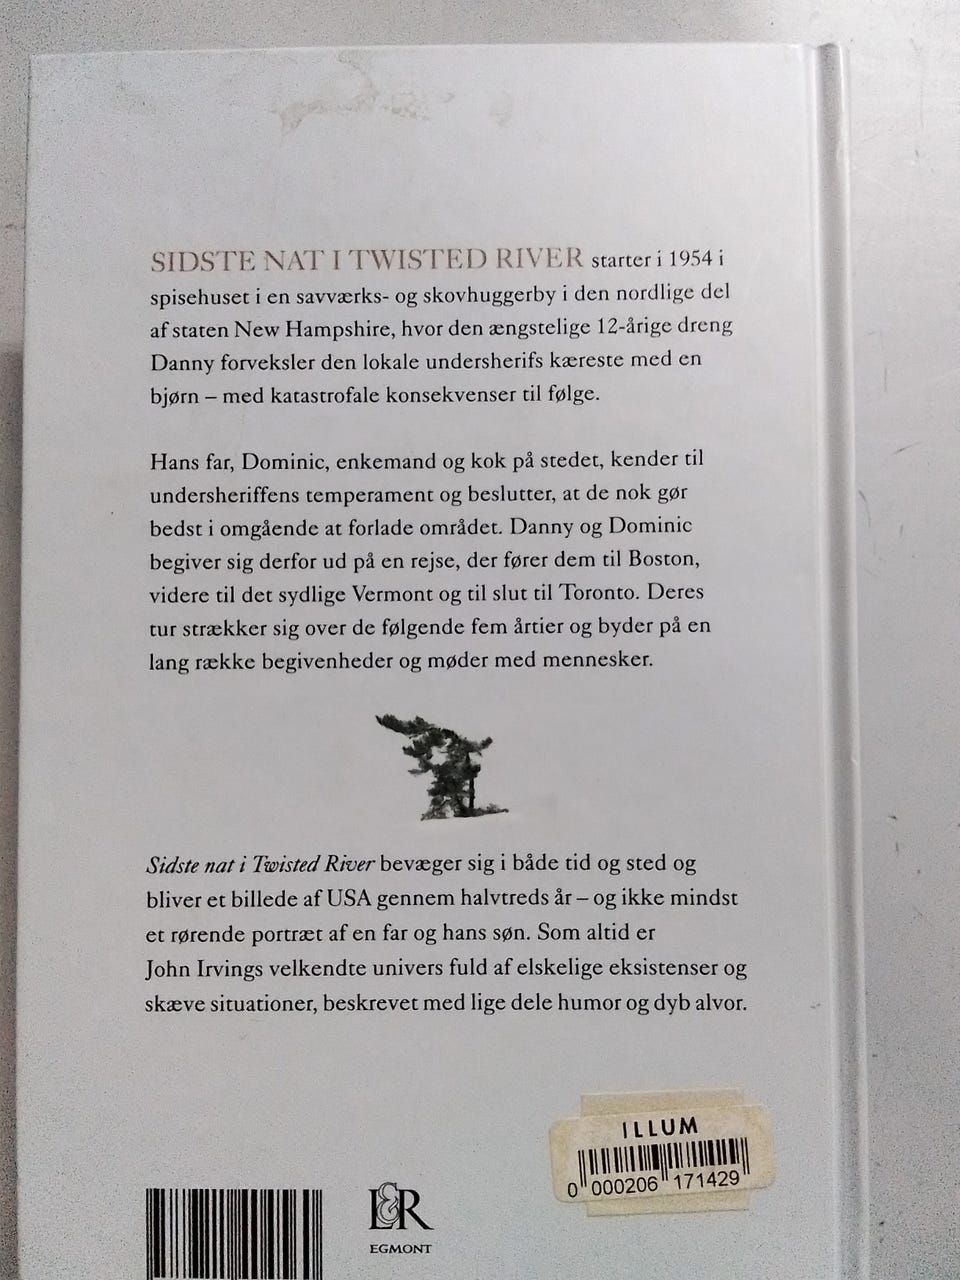 SIDSTE NAT I TWISTED RIVER starter i 1954 i
spisehuset i en savværks- og skovhuggerby i den nordlige del
af staten New Hampshire, hvor den ængstelige 12-årige dreng
Danny forveksler den lokale undersherifs kæreste med en
bjørn – med katastrofale konsekvenser til følge.
Hans far, Dominic, enkemand og kok på stedet, kender til
undersheriffens temperament og beslutter, at de nok gør
bedst i omgående at forlade området. Danny og Dominic
begiver sig derfor ud på en rejse, der fører dem til Boston,
videre til det sydlige Vermont og til slut til Toronto. Deres
tur strækker sig over de følgende fem årtier og byder på en
lang række begivenheder og møder med mennesker.
Sidste nat i Twisted River bevæger sig i både tid og sted og
bliver et billede af USA gennem halvtreds år – og ikke mindst
et rørende portræt af en far og hans søn. Som altid er
John Irvings velkendte univers fuld af elskelige eksistenser og
skæve situationer, beskrevet med lige dele humor og dyb alvor.
ILLUM
0 000206 171429
L&R
EGMONT